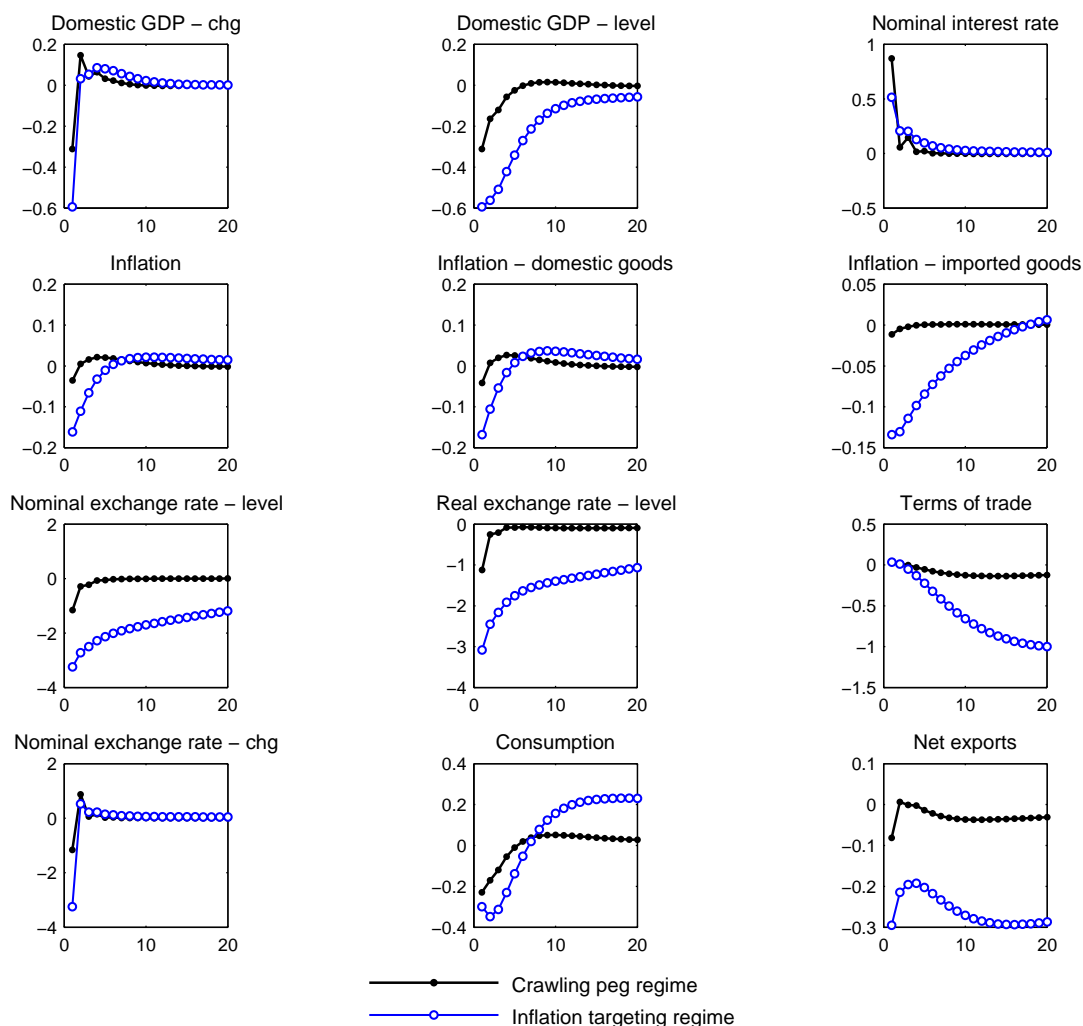 Domestic GDP − chg
0.2
0
−0.2
−0.4
−0.6
0 10 20
Domestic GDP − level
0.2
0
−0.2
−0.4
−0.6
0 10 20
Nominal interest rate
1
0.5
0
−0.5
0 10 20
Inflation
0.2
0.1
0
−0.1
−0.2
0 10 20
Inflation − domestic goods
0.2
0.1
0
−0.1
−0.2
0 10 20
Inflation − imported goods
0.05
0
−0.05
−0.1
−0.15
0 10 20
Nominal exchange rate − level
2
0
−2
−4
0 10 20
Real exchange rate − level
0
−1
−2
−3
−4
0 10 20
Terms of trade
0.5
0
−0.5
−1
−1.5
0 10 20
Nominal exchange rate − chg
2
0
−2
−4
0 10 20
Consumption
0.4
0.2
0
−0.2
−0.4
0 10 20
Net exports
0.1
0
−0.1
−0.2
−0.3
0 10 20
Crawling peg regime
Inflation targeting regime